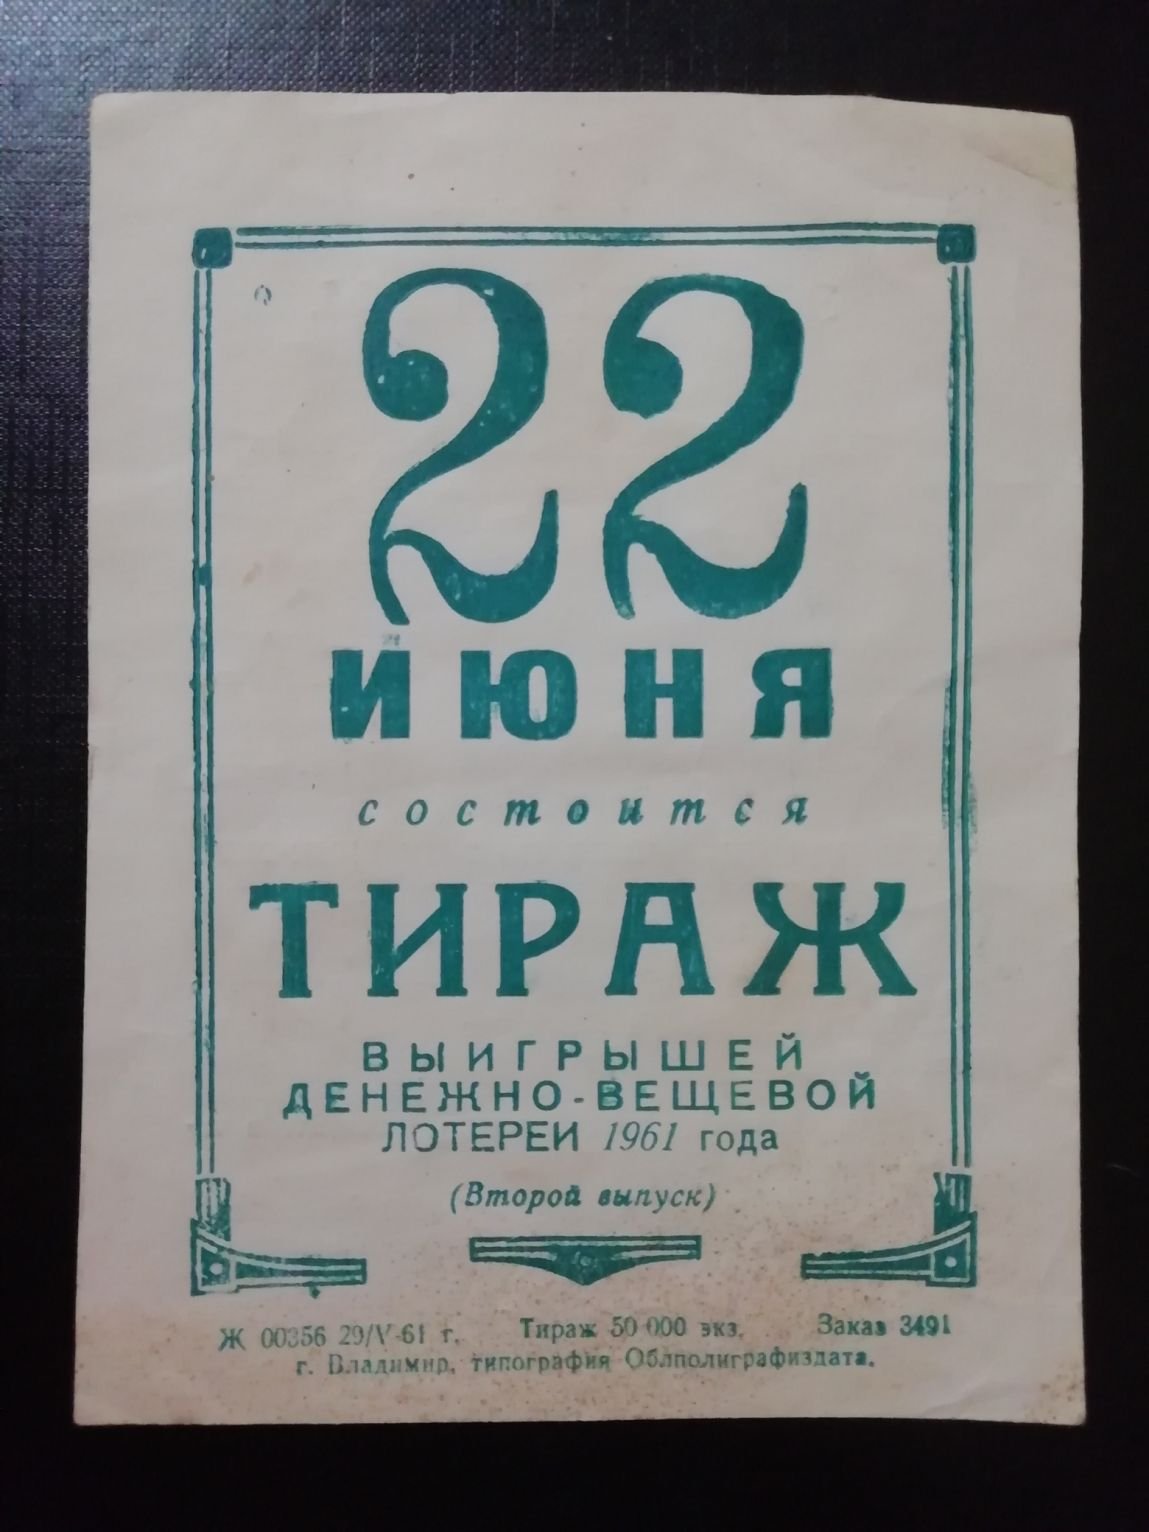 22
ИЮНЯ
состоится
ТИРАЖ
ВЫИГРЫШЕЙ
ДЕНЕЖНО-ВЕЩЕВОЙ
ЛОТЕРЕИ 1961 года
(Второй выпуск)
Ж 00356 29/V-61 г. Тираж 50 000 экз. Заказ 3491
г. Владимир, типография Облполиграфиздата.